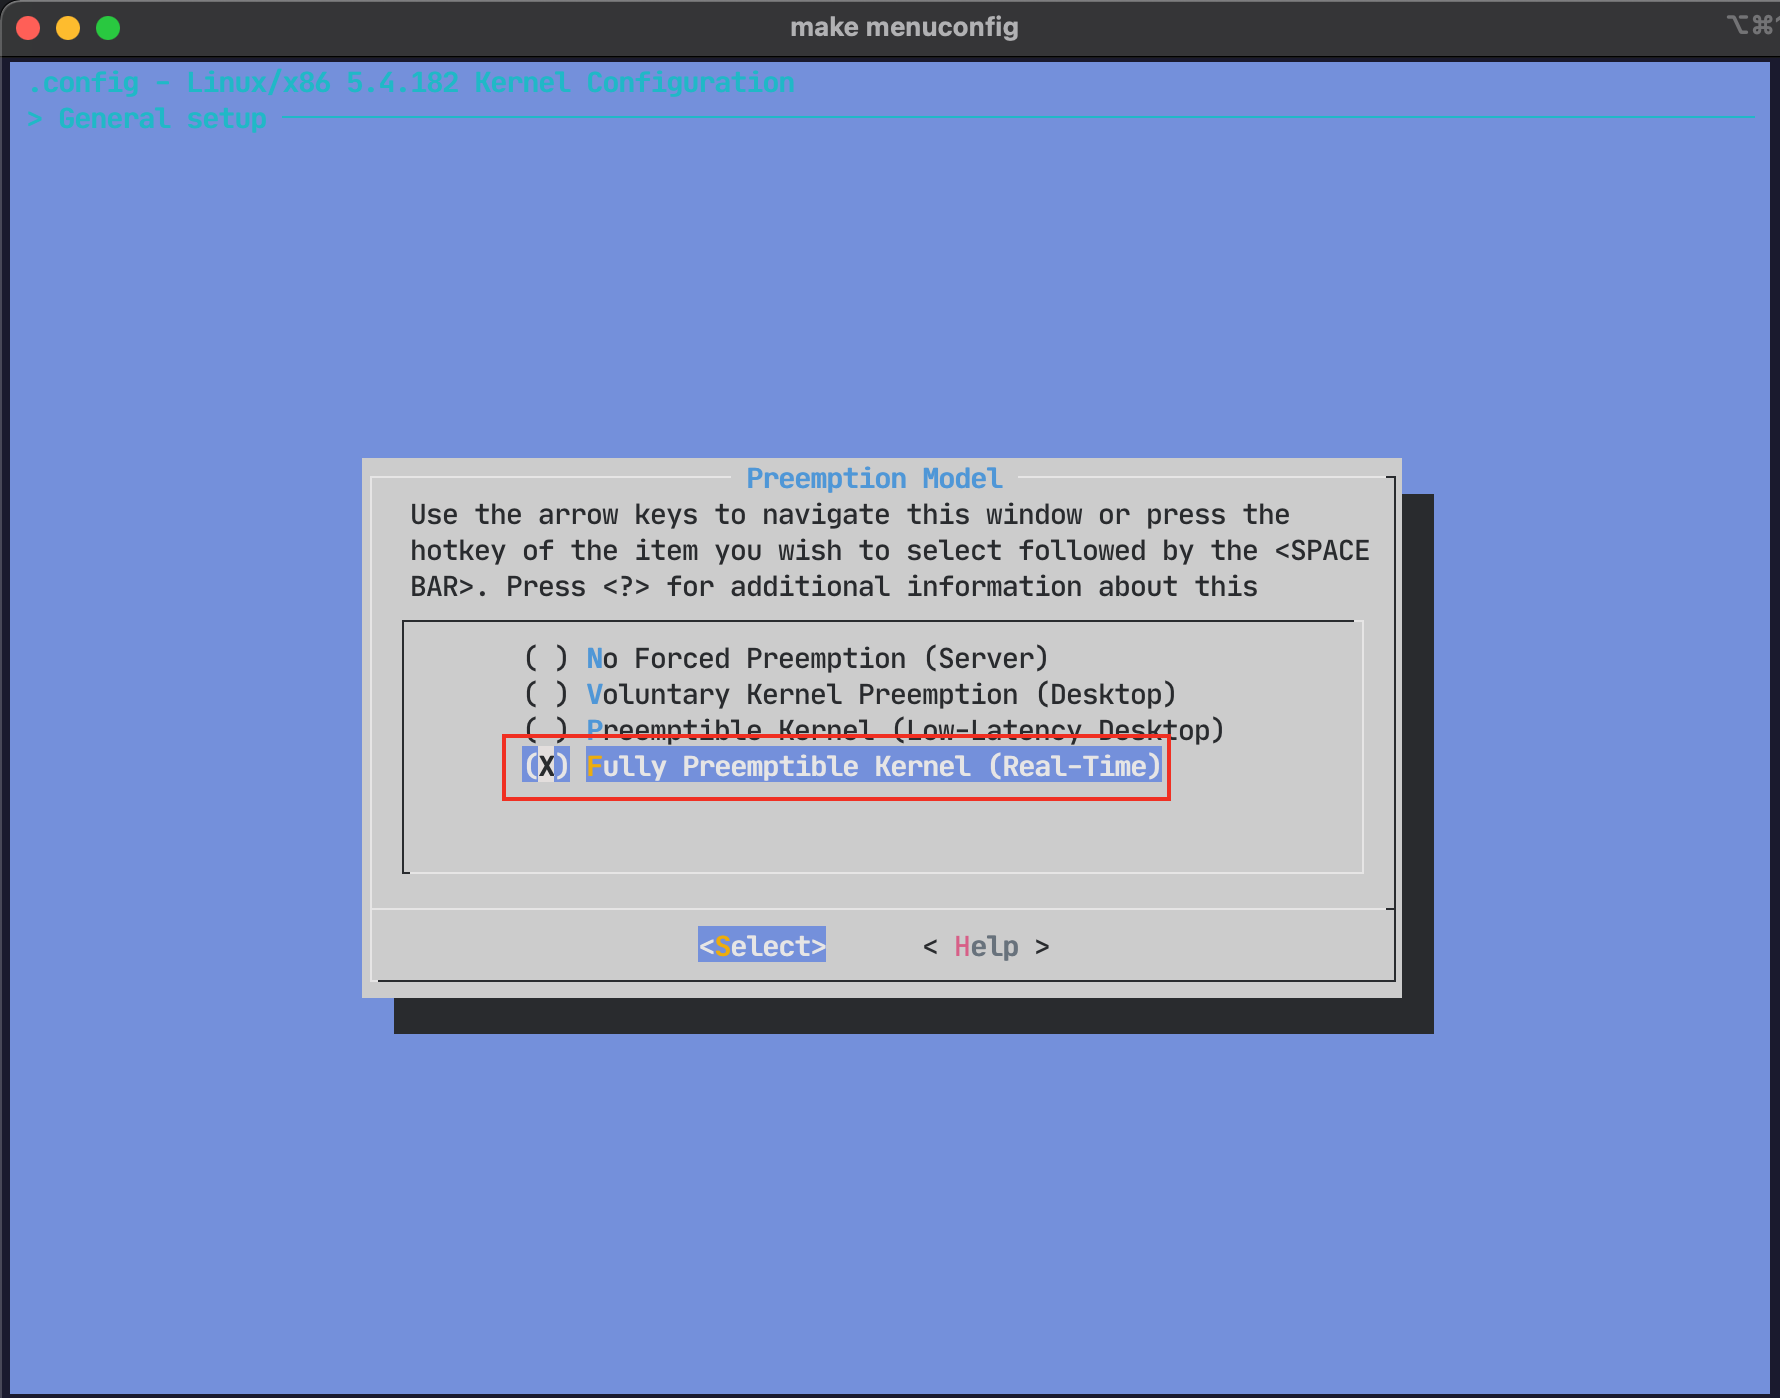 make menuconfig
⌥⌘
.config - Linux/x86 5.4.182 Kernel Configuration
> General setup
Preemption Model
Use the arrow keys to navigate this window or press the
hotkey of the item you wish to select followed by the <SPACE
BAR>. Press <?> for additional information about this
( ) No Forced Preemption (Server)
( ) Voluntary Kernel Preemption (Desktop)
( ) Preemptible Kernel (Low-Latency Desktop)
(X) Fully Preemptible Kernel (Real-Time)
<Select> < Help >